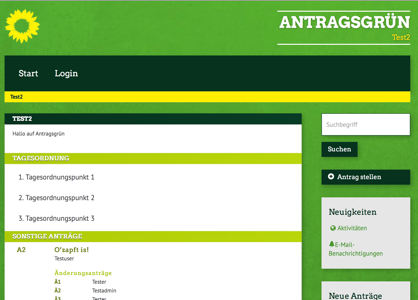 ANTRAGSGRÜN
Test2
Start Login
Test2
TEST2
Hallo auf Antragsgrün
TAGESORDNUNG
1. Tagesordnungspunkt 1
2. Tagesordnungspunkt 2
3. Tagesordnungspunkt 3
SONSTIGE ANTRÄGE
A2 O'zapft is!
Testuser
Änderungsanträge
Ä1 Tester
Ä2 Testadmin
Ä3 Tester
Suchbegriff
Suchen
Antrag stellen
Neuigkeiten
Aktivitäten
E-Mail-
Benachrichtigungen
Neue Anträge